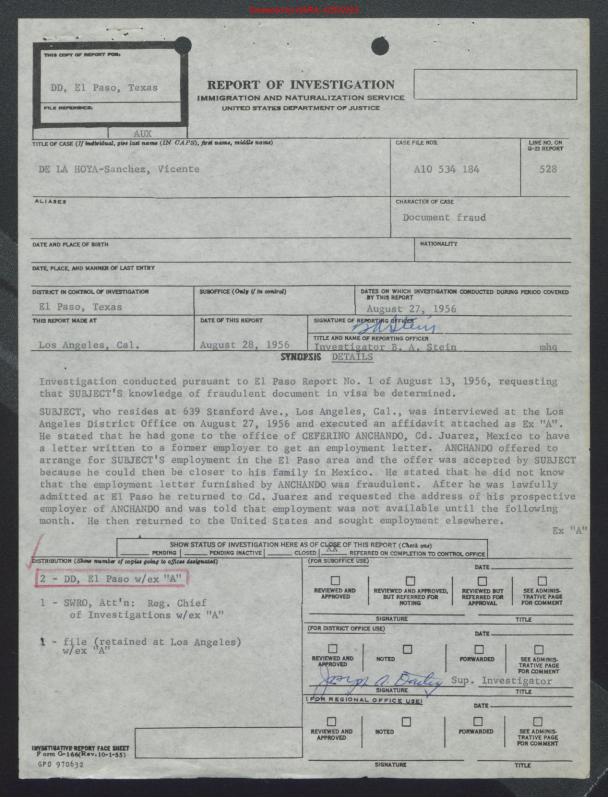 THIS COPY OF REPORT FOR:
DD, El Paso, Texas
FILE REFERENCE:
AUX
REPORT OF INVESTIGATION
IMMIGRATION AND NATURALIZATION SERVICE
UNITED STATES DEPARTMENT OF JUSTICE
TITLE OF CASE (If individual, give last name (IN CAPS), first name, middle name)
CASE FILE NOS.
LINE NO. ON
G-23 REPORT
DE LA HOYA-Sanchez, Vicente
A10 534 184
528
ALIASES
CHARACTER OF CASE
Document fraud
DATE AND PLACE OF BIRTH
NATIONALITY
DATE, PLACE, AND MANNER OF LAST ENTRY
DISTRICT IN CONTROL OF INVESTIGATION
SUBOFFICE (Only if in control)
DATES ON WHICH INVESTIGATION CONDUCTED DURING PERIOD COVERED
BY THIS REPORT
El Paso, Texas
August 27, 1956
THIS REPORT MADE AT
DATE OF THIS REPORT
SIGNATURE OF REPORTING OFFICER
B A Stein
TITLE AND NAME OF REPORTING OFFICER
Los Angeles, Cal.
August 28, 1956
Investigator B. A. Stein
mhq
SYNOPSIS DETAILS
Investigation conducted pursuant to El Paso Report No. 1 of August 13, 1956, requesting
that SUBJECT'S knowledge of fraudulent document in visa be determined.
SUBJECT, who resides at 639 Stanford Ave., Los Angeles, Cal., was interviewed at the Los
Angeles District Office on August 27, 1956 and executed an affidavit attached as Ex "A".
He stated that he had gone to the office of CEFERINO ANCHANDO, Cd. Juarez, Mexico to have
a letter written to a former employer to get an employment letter. ANCHANDO offered to
arrange for SUBJECT'S employment in the El Paso area and the offer was accepted by SUBJECT
because he could then be closer to his family in Mexico. He stated that he did not know
that the employment letter furnished by ANCHANDO was fraudulent. After he was lawfully
admitted at El Paso he returned to Cd. Juarez and requested the address of his prospective
employer of ANCHANDO and was told that employment was not available until the following
month. He then returned to the United States and sought employment elsewhere.
Ex "A"
SHOW STATUS OF INVESTIGATION HERE AS OF CLOSE OF THIS REPORT (Check one)
PENDING PENDING INACTIVE CLOSED XX REFERRED ON COMPLETION TO CONTROL OFFICE
DISTRIBUTION (Show number of copies going to offices designated)
2 - DD, El Paso w/ex "A"
1 - SWRO, Att'n: Reg. Chief
of Investigations w/ex "A"
1 - file (retained at Los Angeles)
w/ex "A"
(FOR SUBOFFICE USE)
DATE
REVIEWED AND
APPROVED
REVIEWED AND APPROVED,
BUT REFERRED FOR
NOTING
REVIEWED BUT
REFERRED FOR
APPROVAL
SEE ADMINIS-
TRATIVE PAGE
FOR COMMENT
SIGNATURE
TITLE
(FOR DISTRICT OFFICE USE)
DATE
REVIEWED AND
APPROVED
NOTED
FORWARDED
SEE ADMINIS-
TRATIVE PAGE
FOR COMMENT
Joseph A. Sup. Investigator
SIGNATURE
TITLE
(FOR REGIONAL OFFICE USE)
DATE
REVIEWED AND
APPROVED
NOTED
FORWARDED
SEE ADMINIS-
TRATIVE PAGE
FOR COMMENT
SIGNATURE
TITLE
INVESTIGATIVE REPORT FACE SHEET
Form G-166(Rev. 10-1-55)
GPO 970632